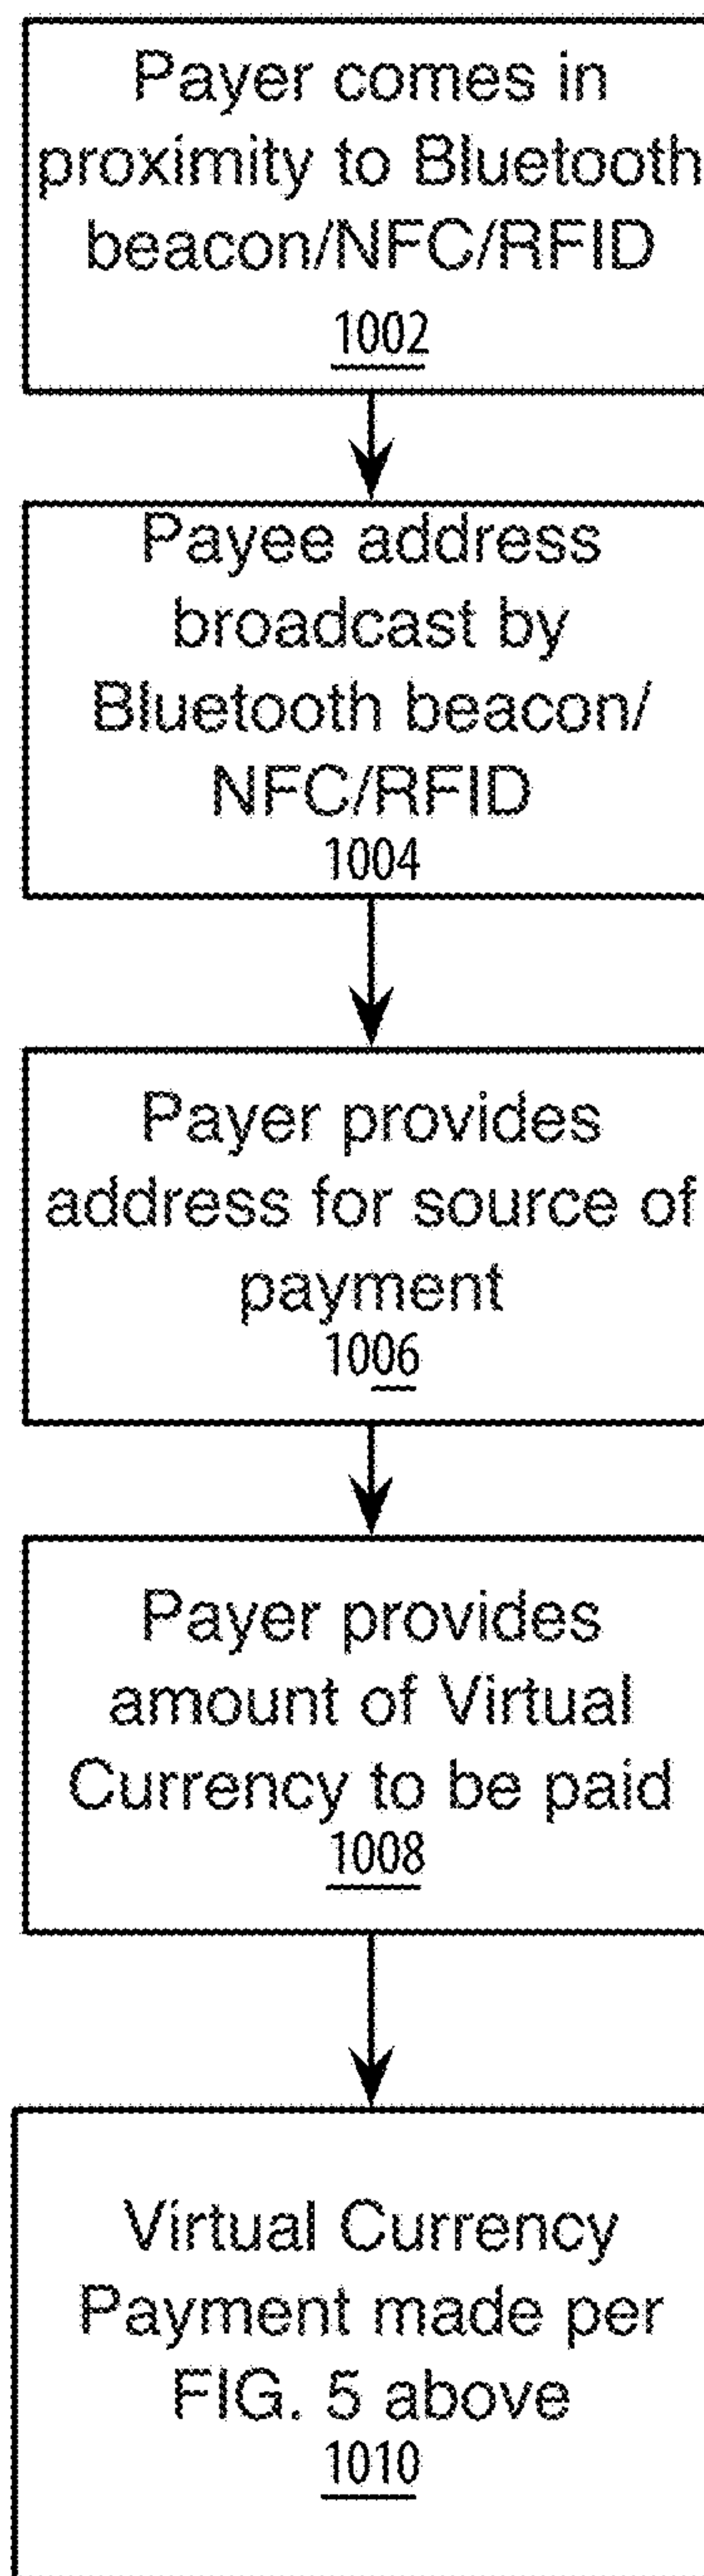 Payer comes in
proximity to Bluetooth
beacon/NFC/RFID
1002
Payee address
broadcast by
Bluetooth beacon/
NFC/RFID
1004
Payer provides
address for source of
payment
1006
Payer provides
amount of Virtual
Currency to be paid
1008
Virtual Currency
Payment made per
FIG. 5 above
1010